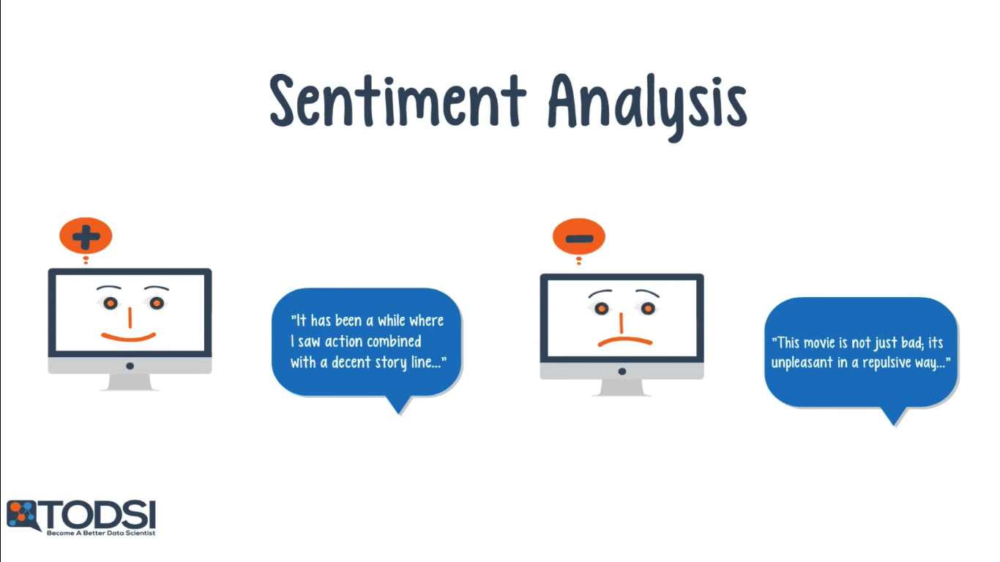 Sentiment Analysis
"It has been a while where
I saw action combined
with a decent story line..."
"This movie is not just bad; its
unpleasant in a repulsive way..."
TODSI
Become A Better Data Scientist